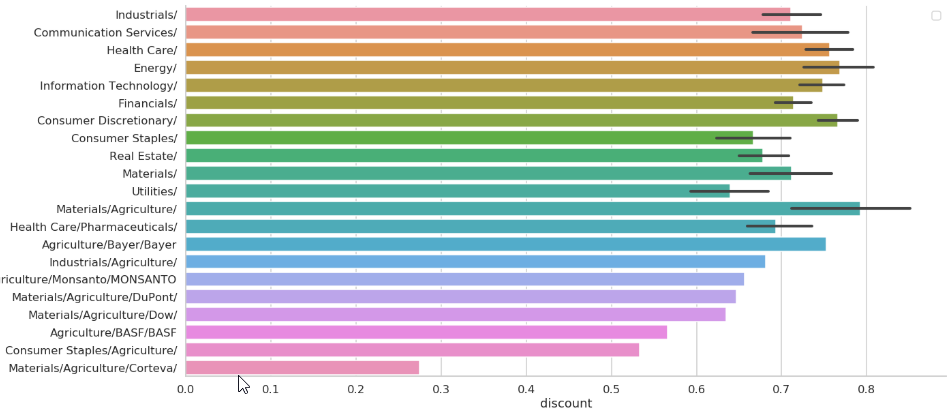 Industrials/
Communication Services/
Health Care/
Energy/
Information Technology/
Financials/
Consumer Discretionary/
Consumer Staples/
Real Estate/
Materials/
Utilities/
Materials/Agriculture/
Health Care/Pharmaceuticals/
Agriculture/Bayer/Bayer
Industrials/Agriculture/
riculture/Monsanto/MONSANTO
Materials/Agriculture/DuPont/
Materials/Agriculture/Dow/
Agriculture/BASF/BASF
Consumer Staples/Agriculture/
Materials/Agriculture/Corteva/
0.0 0.1 0.2 0.3 0.4 0.5 0.6 0.7 0.8
discount